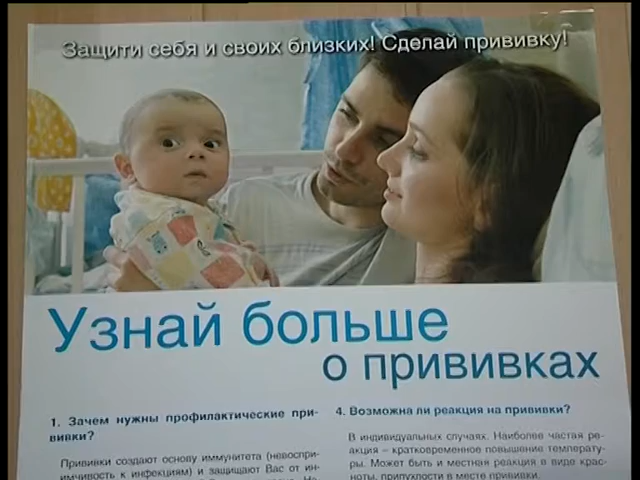 Защити себя и своих близких! Сделай прививку!
Узнай больше
о прививках
1. Зачем нужны профилактические при-
вивки?
Прививки создают основу иммунитета (невоспри-
имчивость к инфекциям) и защищают Вас от ин-
4. Возможна ли реакция на прививки?
В индивидуальных случаях. Наиболее частая ре-
акция – кратковременное повышение температу-
ры. Может быть и местная реакция в виде крас-
ноты, припухлости в месте прививки.